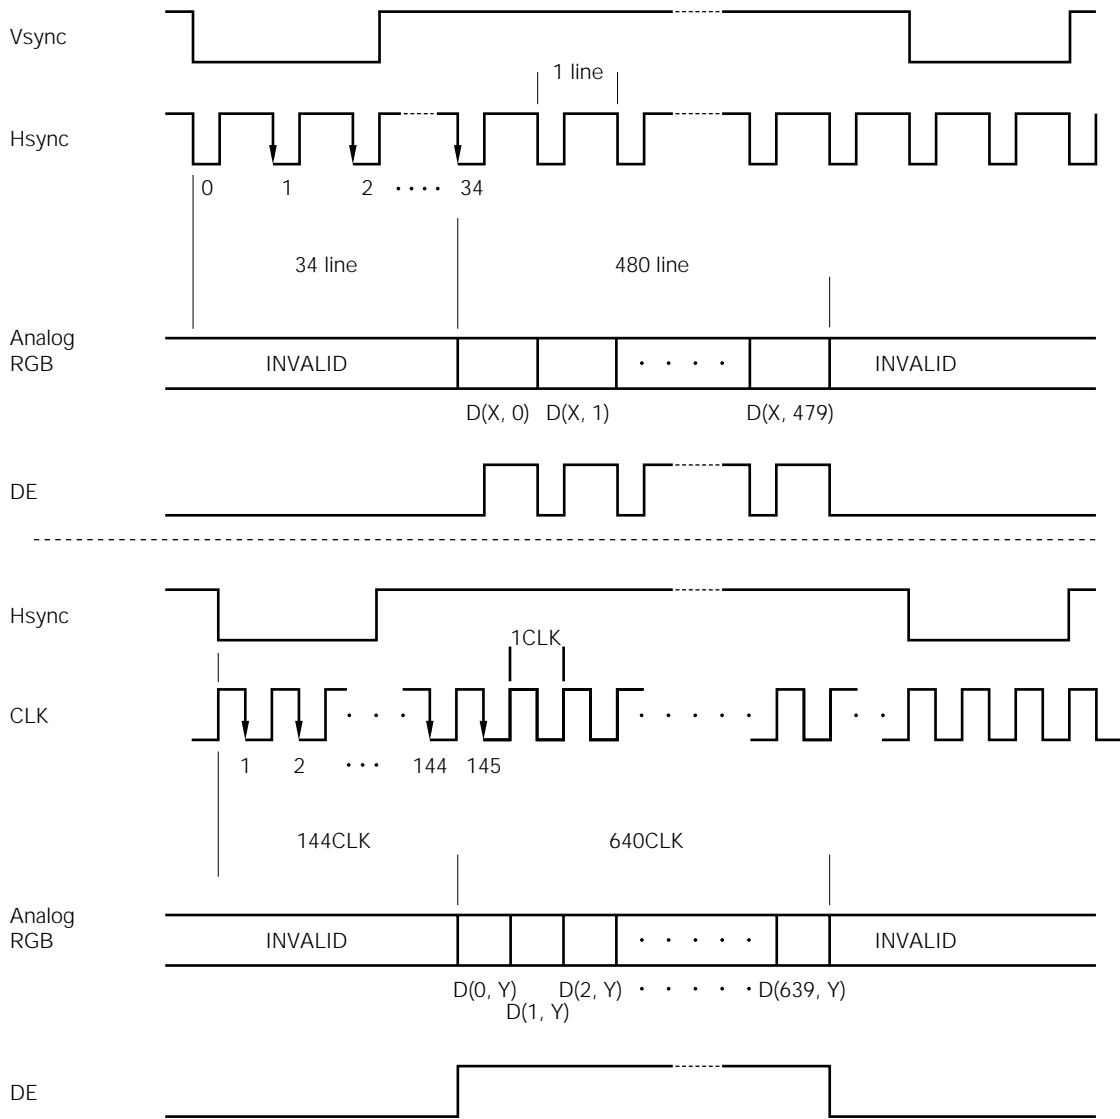 Vsync
1 line
Hsync
0 1 2 · · · · 34
34 line 480 line
Analog
RGB
INVALID · · · · INVALID
D(X, 0) D(X, 1) D(X, 479)
DE
Hsync
1CLK
CLK · · · · · · · · · ·
1 2 · · · 144 145
144CLK 640CLK
Analog
RGB
INVALID · · · · · INVALID
D(0, Y) D(2, Y) · · · · · D(639, Y)
D(1, Y)
DE